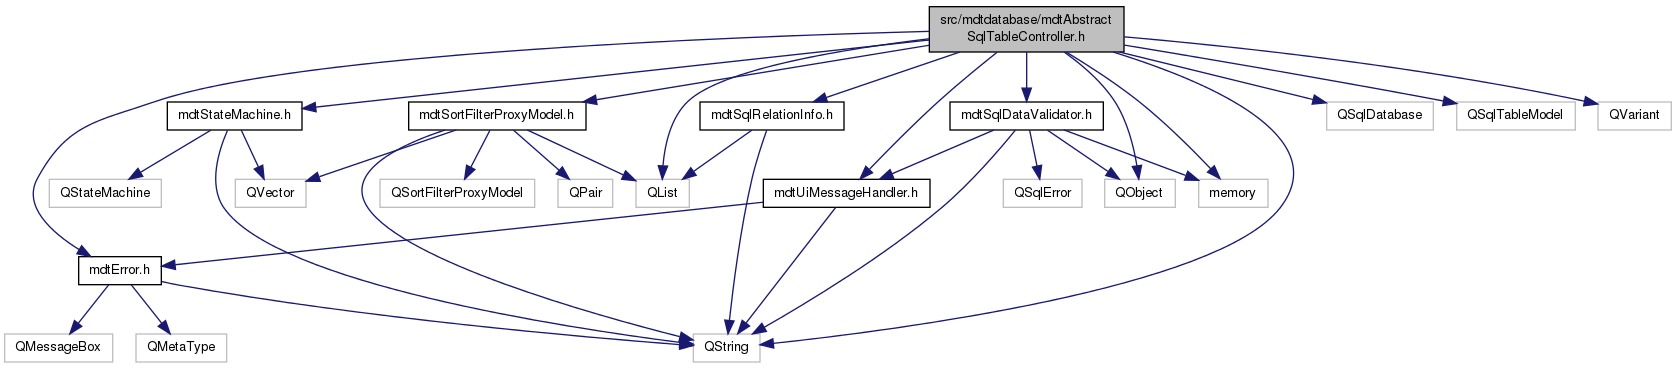 src/mdtdatabase/mdtAbstract
SqlTableController.h
mdtStateMachine.h
mdtSortFilterProxyModel.h
mdtSqlRelationInfo.h
mdtSqlDataValidator.h
QSqlDatabase
QSqlTableModel
QVariant
QStateMachine
QVector
QSortFilterProxyModel
QPair
QList
mdtUiMessageHandler.h
QSqlError
QObject
memory
mdtError.h
QMessageBox
QMetaType
QString